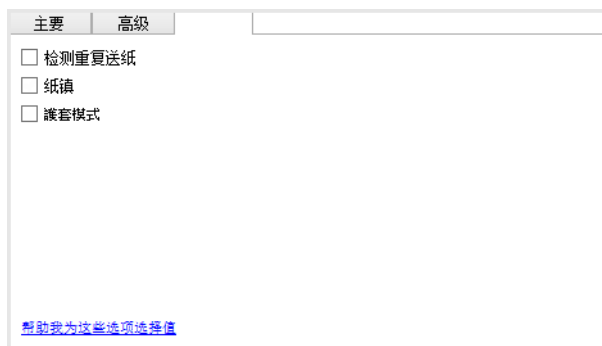 主要 高级
检测重复送纸
纸镇
護套模式
帮助我为这些选项选择值